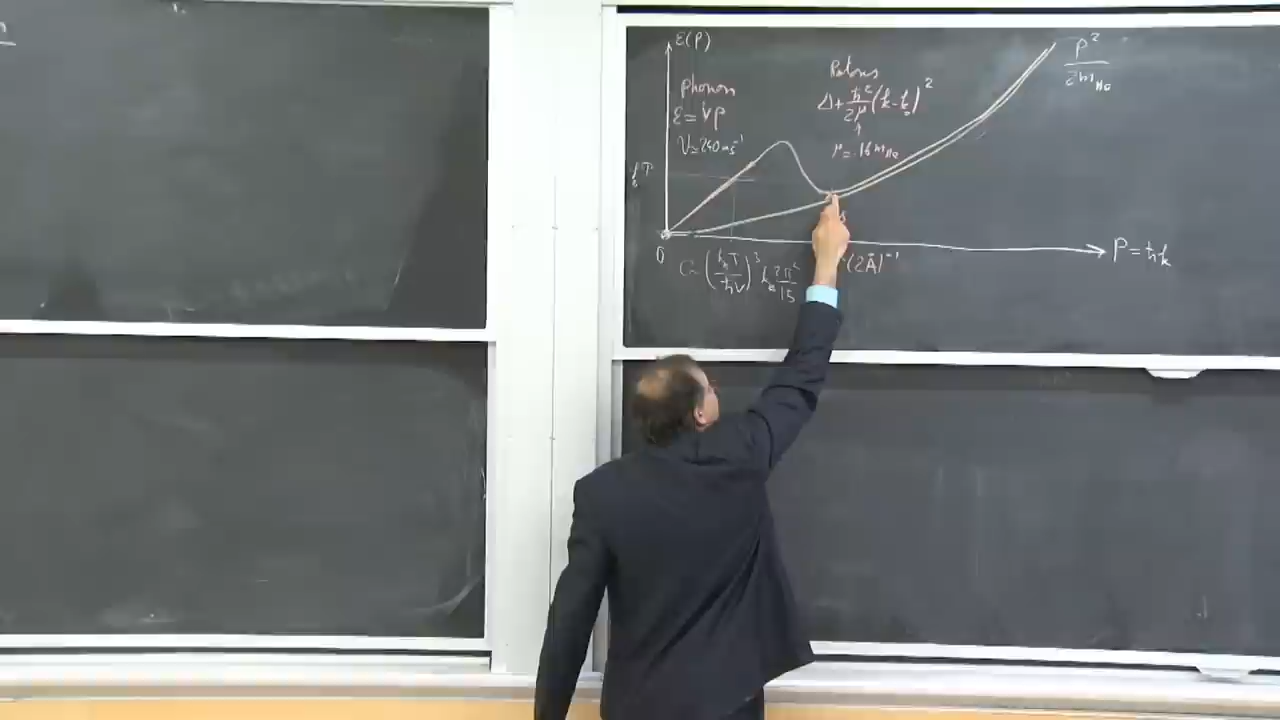 ε(p)
phonon
ε = vp
V ≃ 240 ms⁻¹
Rotons
Δ + ħ²/2μ (k - k₀)²
↑
μ = .16 m_He
p²/2m_He
k_B T
0
P = ħk
C ≃ (k_B T/ħv)³ k_B 2π²/15
(2Å)⁻¹